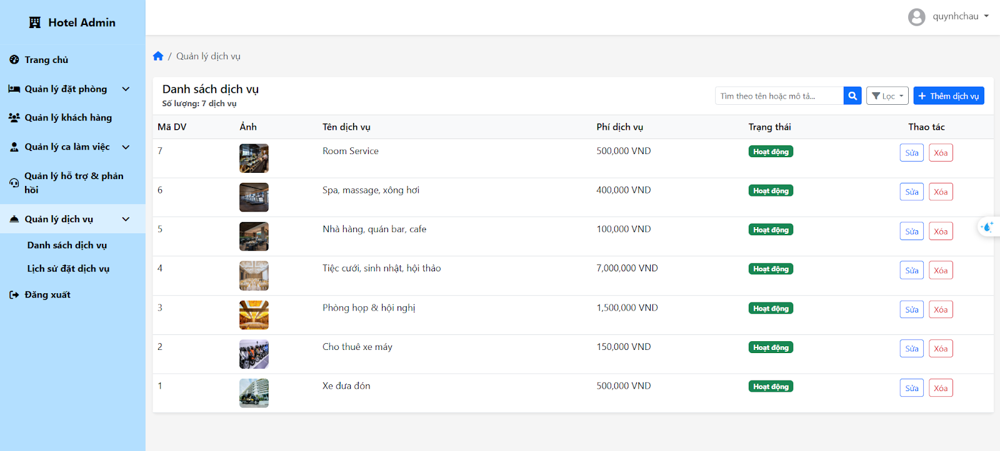 Hotel Admin
quynhchau
Trang chủ
Quản lý đặt phòng
Quản lý khách hàng
Quản lý ca làm việc
Quản lý hỗ trợ & phản
hồi
Quản lý dịch vụ
Danh sách dịch vụ
Lịch sử đặt dịch vụ
Đăng xuất
/ Quản lý dịch vụ
Danh sách dịch vụ
Số lượng: 7 dịch vụ
Tìm theo tên hoặc mô tả... Lọc + Thêm dịch vụ
Mã DV Ảnh Tên dịch vụ Phí dịch vụ Trạng thái Thao tác
7 Room Service 500,000 VND Hoạt động Sửa Xóa
6 Spa, massage, xông hơi 400,000 VND Hoạt động Sửa Xóa
5 Nhà hàng, quán bar, cafe 100,000 VND Hoạt động Sửa Xóa
4 Tiệc cưới, sinh nhật, hội thảo 7,000,000 VND Hoạt động Sửa Xóa
3 Phòng họp & hội nghị 1,500,000 VND Hoạt động Sửa Xóa
2 Cho thuê xe máy 150,000 VND Hoạt động Sửa Xóa
1 Xe đưa đón 500,000 VND Hoạt động Sửa Xóa